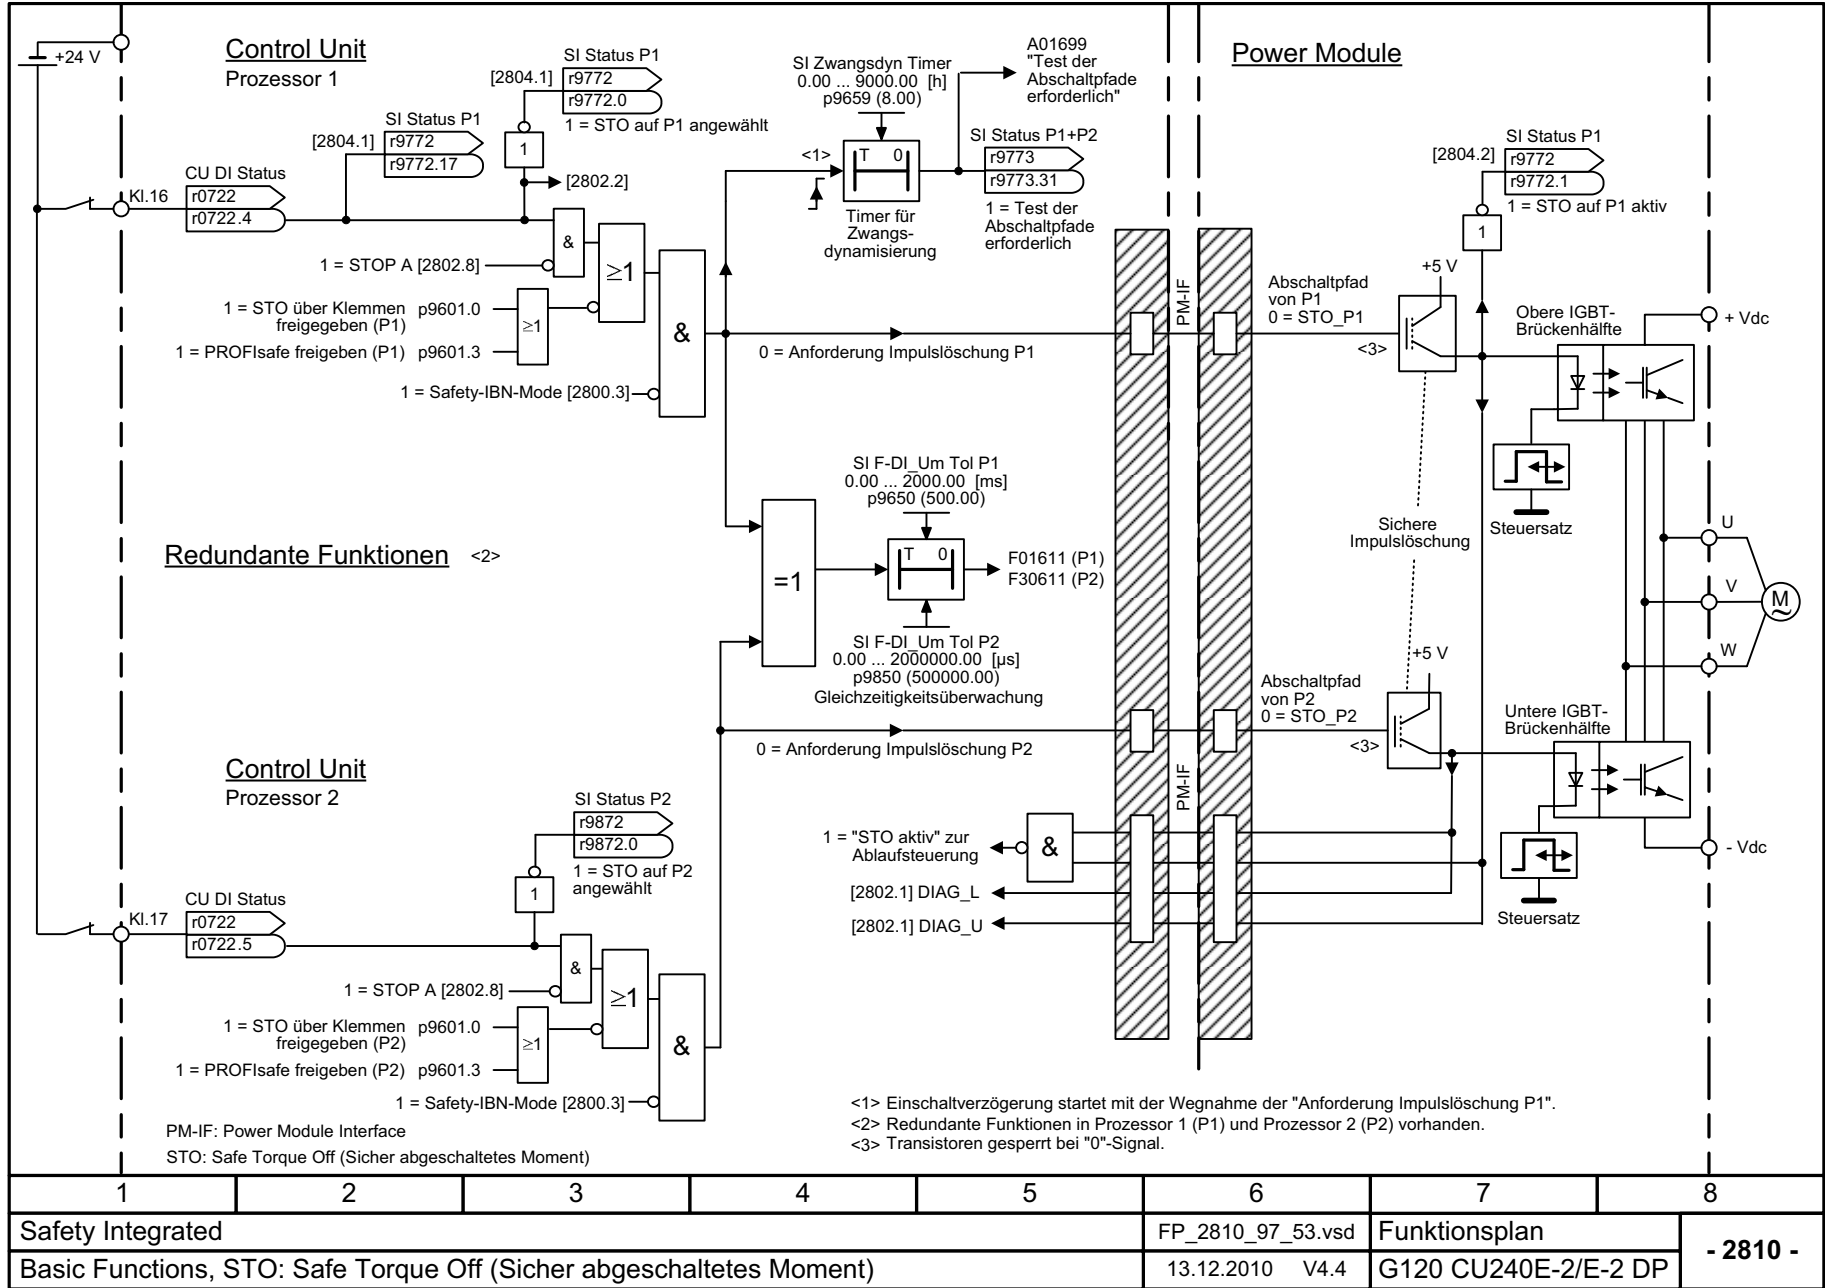 +24 V
Control Unit
Prozessor 1
SI Status P1
[2804.1]
r9772
r9772.0
1 = STO auf P1 angewählt
SI Status P1
[2804.1]
r9772
r9772.17
1
[2802.2]
CU DI Status
Kl.16
r0722
r0722.4
&
1 = STOP A [2802.8]
≥1
1 = STO über Klemmen p9601.0
freigegeben (P1)
≥1
1 = PROFIsafe freigeben (P1) p9601.3
&
1 = Safety-IBN-Mode [2800.3]
SI Zwangsdyn Timer
0.00 ... 9000.00 [h]
p9659 (8.00)
<1>
T 0
Timer für
Zwangs-
dynamisierung
A01699
"Test der
Abschaltpfade
erforderlich"
SI Status P1+P2
r9773
r9773.31
1 = Test der
Abschaltpfade
erforderlich
0 = Anforderung Impulslöschung P1
Power Module
PM-IF
Abschaltpfad
von P1
0 = STO_P1
+5 V
<3>
SI Status P1
[2804.2]
r9772
r9772.1
1 = STO auf P1 aktiv
1
Obere IGBT-
Brückenhälfte
+ Vdc
Steuersatz
Sichere
Impulslöschung
U
V
W
M
~
Redundante Funktionen <2>
SI F-DI_Um Tol P1
0.00 ... 2000.00 [ms]
p9650 (500.00)
=1
T 0
F01611 (P1)
F30611 (P2)
SI F-DI_Um Tol P2
0.00 ... 2000000.00 [µs]
p9850 (500000.00)
Gleichzeitigkeitsüberwachung
0 = Anforderung Impulslöschung P2
PM-IF
Abschaltpfad
von P2
0 = STO_P2
+5 V
<3>
Untere IGBT-
Brückenhälfte
- Vdc
Steuersatz
1 = "STO aktiv" zur
Ablaufsteuerung
&
[2802.1] DIAG_L
[2802.1] DIAG_U
Control Unit
Prozessor 2
SI Status P2
r9872
r9872.0
1 = STO auf P2
angewählt
1
CU DI Status
Kl.17
r0722
r0722.5
&
1 = STOP A [2802.8]
≥1
1 = STO über Klemmen p9601.0
freigegeben (P2)
≥1
1 = PROFIsafe freigeben (P2) p9601.3
&
1 = Safety-IBN-Mode [2800.3]
PM-IF: Power Module Interface
STO: Safe Torque Off (Sicher abgeschaltetes Moment)
<1> Einschaltverzögerung startet mit der Wegnahme der "Anforderung Impulslöschung P1".
<2> Redundante Funktionen in Prozessor 1 (P1) und Prozessor 2 (P2) vorhanden.
<3> Transistoren gesperrt bei "0"-Signal.
1 2 3 4 5 6 7 8
Safety Integrated
FP_2810_97_53.vsd
Funktionsplan
- 2810 -
Basic Functions, STO: Safe Torque Off (Sicher abgeschaltetes Moment)
13.12.2010 V4.4
G120 CU240E-2/E-2 DP